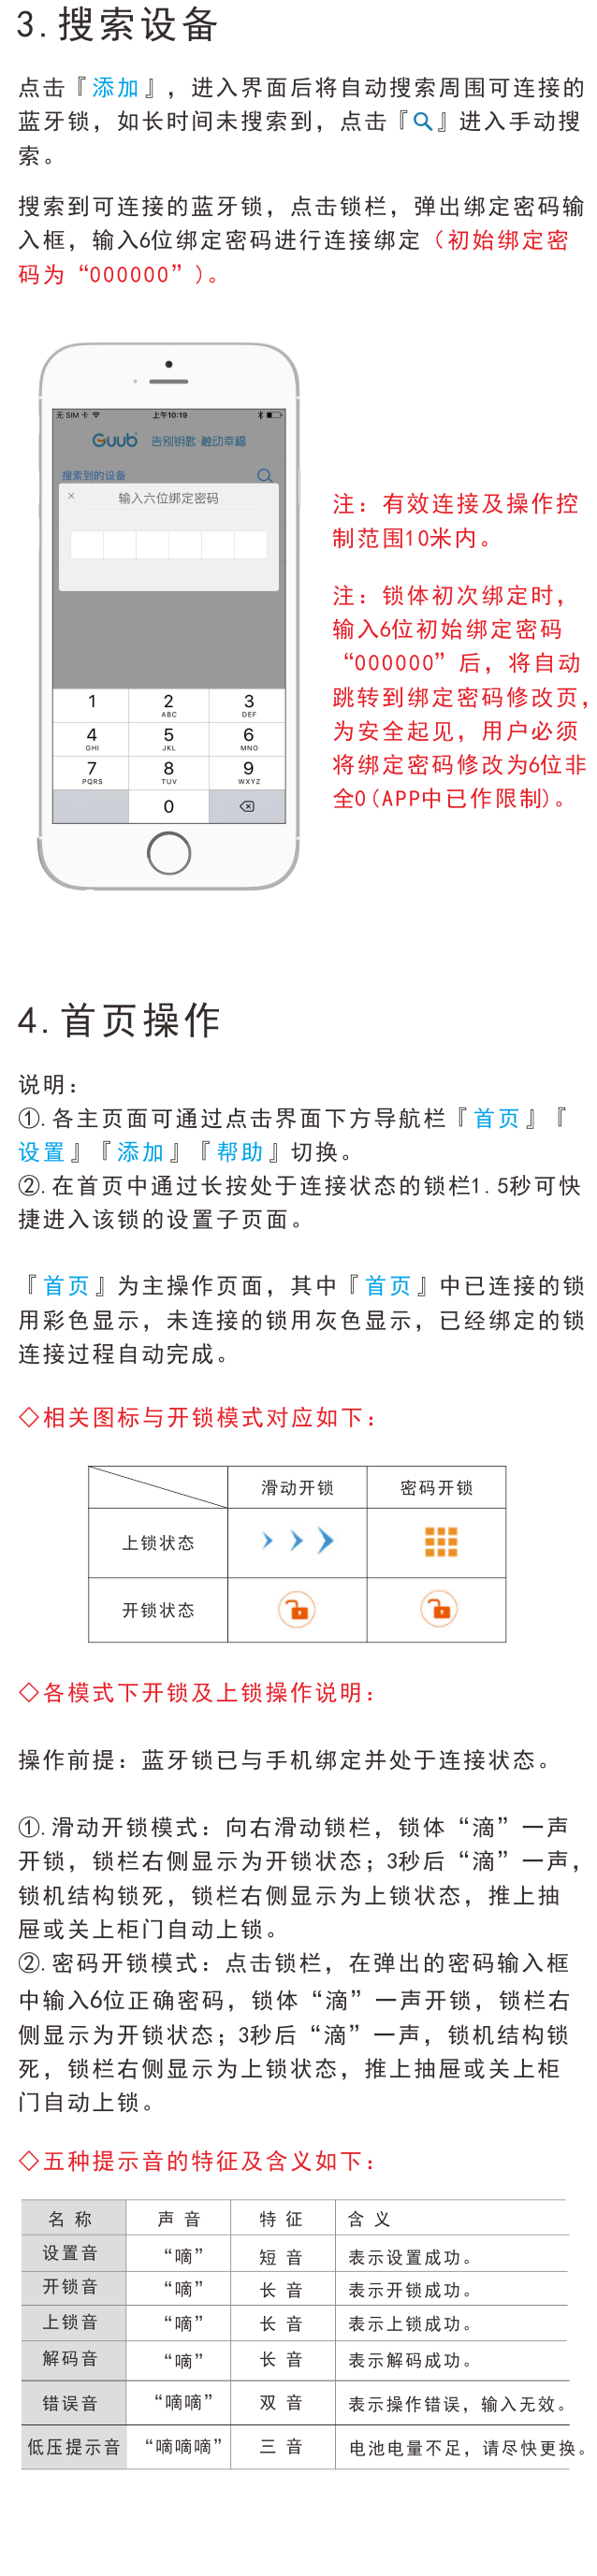 3.搜索设备
点击『添加』，进入界面后将自动搜索周围可连接的
蓝牙锁，如长时间未搜索到，点击『』进入手动搜
索。
搜索到可连接的蓝牙锁，点击锁栏，弹出绑定密码输
入框，输入6位绑定密码进行连接绑定（初始绑定密
码为“000000”)。
无 SIM 卡 上午10:19
Guub 告别钥匙·触动幸福
搜索到的设备
× 输入六位绑定密码
1 2 3
ABC DEF
4 5 6
GHI JKL MNO
7 8 9
PQRS TUV WXYZ
0
注：有效连接及操作控
制范围10米内。
注：锁体初次绑定时，
输入6位初始绑定密码
“000000”后，将自动
跳转到绑定密码修改页，
为安全起见，用户必须
将绑定密码修改为6位非
全0(APP中已作限制)。
4.首页操作
说明：
①.各主页面可通过点击界面下方导航栏『首页』『
设置』『添加』『帮助』切换。
②.在首页中通过长按处于连接状态的锁栏1.5秒可快
捷进入该锁的设置子页面。
『首页』为主操作页面，其中『首页』中已连接的锁
用彩色显示，未连接的锁用灰色显示，已经绑定的锁
连接过程自动完成。
◇相关图标与开锁模式对应如下：
滑动开锁 密码开锁
上锁状态
开锁状态
◇各模式下开锁及上锁操作说明：
操作前提：蓝牙锁已与手机绑定并处于连接状态。
①.滑动开锁模式：向右滑动锁栏，锁体“滴”一声
开锁，锁栏右侧显示为开锁状态；3秒后“滴”一声，
锁机结构锁死，锁栏右侧显示为上锁状态，推上抽
屉或关上柜门自动上锁。
②.密码开锁模式：点击锁栏，在弹出的密码输入框
中输入6位正确密码，锁体“滴”一声开锁，锁栏右
侧显示为开锁状态；3秒后“滴”一声，锁机结构锁
死，锁栏右侧显示为上锁状态，推上抽屉或关上柜
门自动上锁。
◇五种提示音的特征及含义如下：
名 称 声 音 特 征 含 义
设置音 “嘀” 短 音 表示设置成功。
开锁音 “嘀” 长 音 表示开锁成功。
上锁音 “嘀” 长 音 表示上锁成功。
解码音 “嘀” 长 音 表示解码成功。
错误音 “嘀嘀” 双 音 表示操作错误，输入无效。
低压提示音 “嘀嘀嘀” 三 音 电池电量不足，请尽快更换。